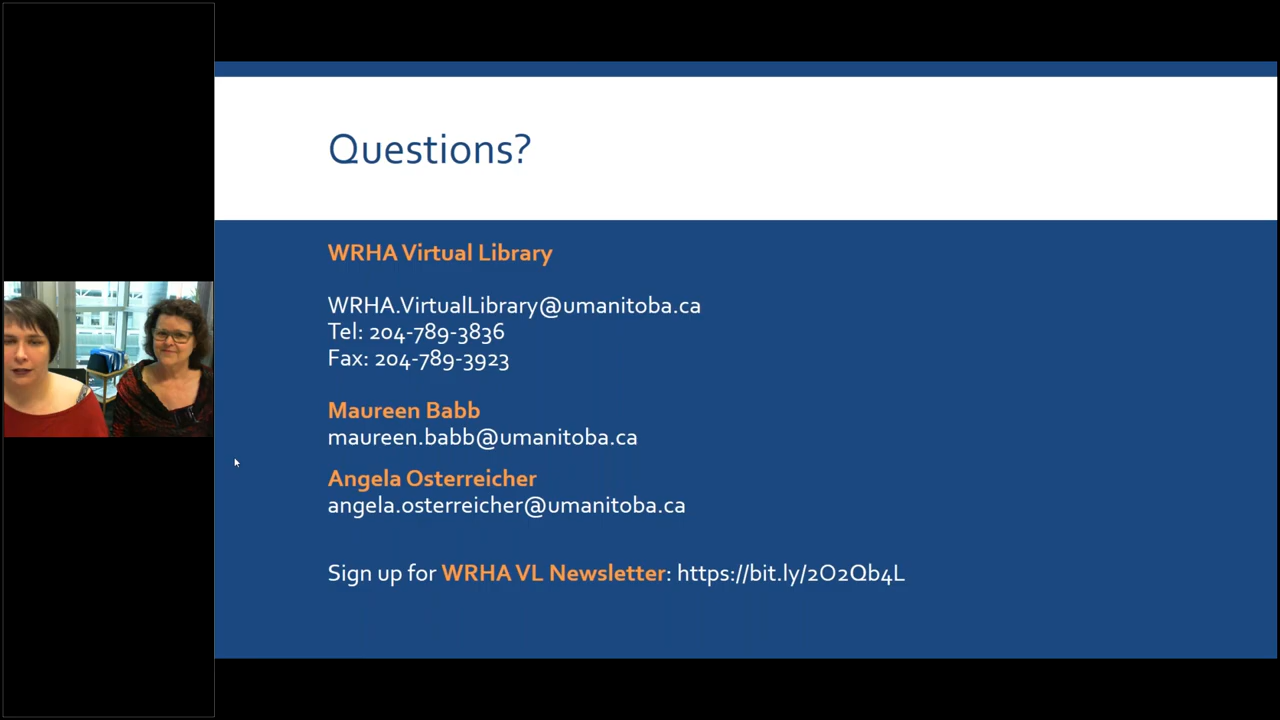 Questions?
WRHA Virtual Library
WRHA.VirtualLibrary@umanitoba.ca
Tel: 204-789-3836
Fax: 204-789-3923
Maureen Babb
maureen.babb@umanitoba.ca
Angela Osterreicher
angela.osterreicher@umanitoba.ca
Sign up for WRHA VL Newsletter: https://bit.ly/2O2Qb4L